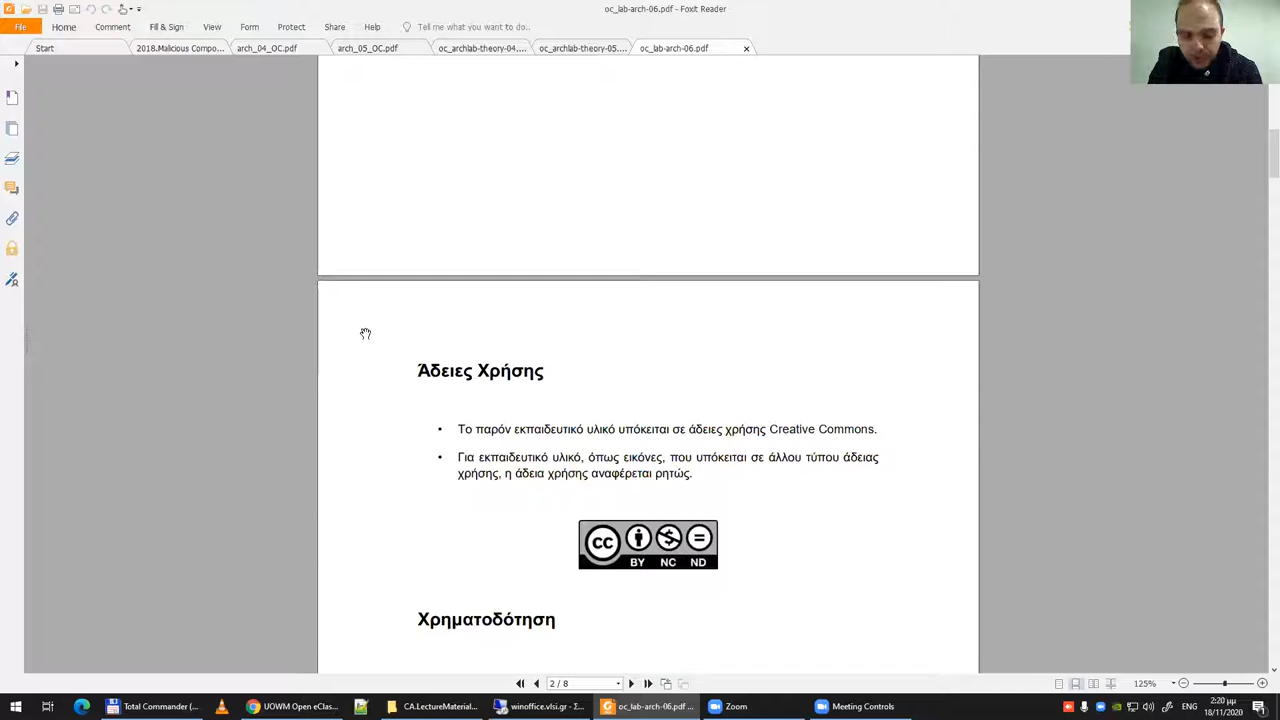 oc_lab-arch-06.pdf - Foxit Reader
File Home Comment Fill & Sign View Form Protect Share Help Tell me what you want to do..
Start 2018.Malicious Compo... arch_04_OC.pdf arch_05_OC.pdf oc_archlab-theory-04.... oc_archlab-theory-05.... oc_lab-arch-06.pdf
Άδειες Χρήσης
• Το παρόν εκπαιδευτικό υλικό υπόκειται σε άδειες χρήσης Creative Commons.
• Για εκπαιδευτικό υλικό, όπως εικόνες, που υπόκειται σε άλλου τύπου άδειας
χρήσης, η άδεια χρήσης αναφέρεται ρητώς.
CC
BY NC ND
Χρηματοδότηση
2 / 8
125%
Total Commander (... UOWM Open eClass... CA.LectureMaterial... winoffice.vlsi.gr - Σ... oc_lab-arch-06.pdf ... Zoom Meeting Controls
2:20 μμ
18/11/2020